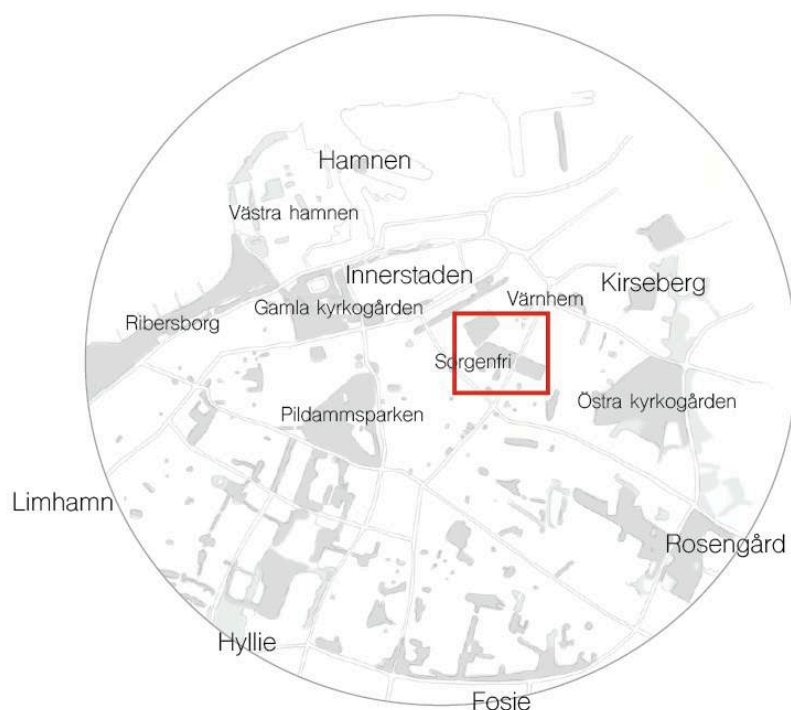 Hamnen
Västra hamnen
Innerstaden
Kirseberg
Värnhem
Gamla kyrkogården
Ribersborg
Sorgenfri
Östra kyrkogården
Pildammsparken
Limhamn
Rosengård
Hyllie
Fosie